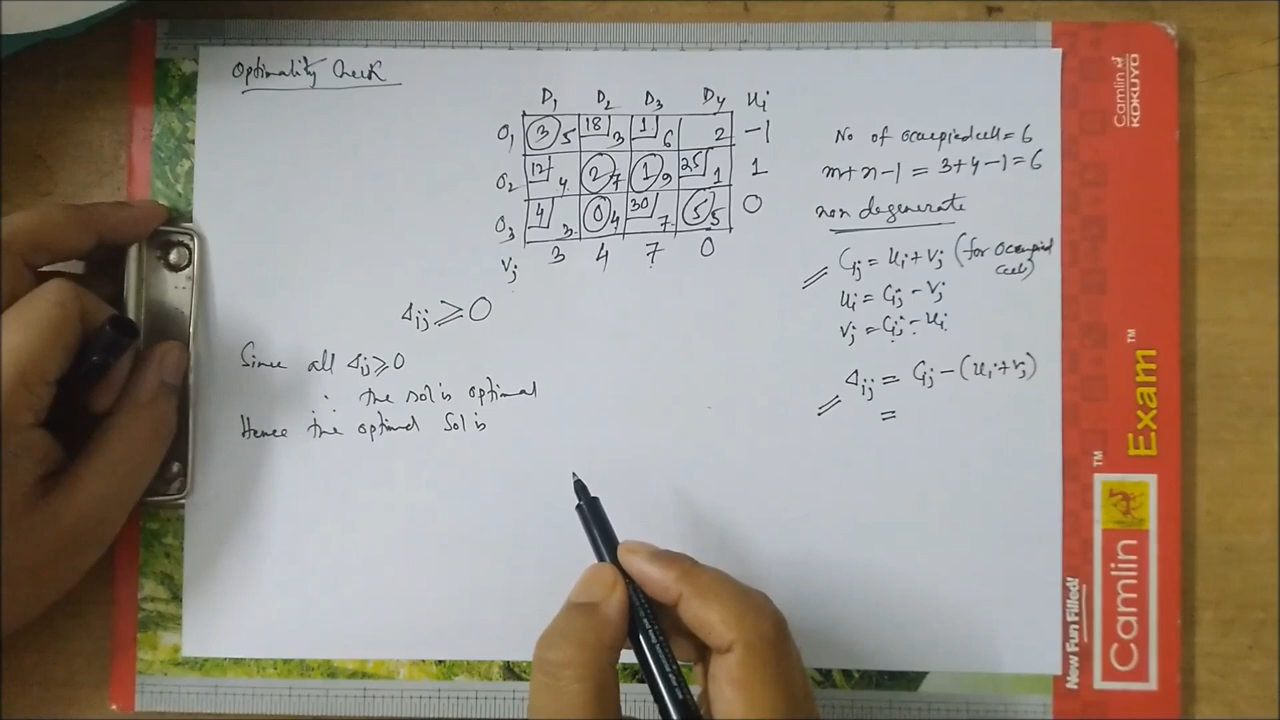 Optimality Check
D1 D2 D3 D4 ui
O1 3 5 18 3 1 6 2 -1
O2 12 4 2 7 1 9 25 1 1
O3 4 3 0 4 30 7 5 5 0
vj 3 4 7 0
Δij ≥ 0
Since all Δij ≥ 0
∴ the sol is optimal
Hence the optimal Sol is
No of occupied cell = 6
m+n-1 = 3+4-1 = 6
non degenerate
Cij = ui + vj (for occupied
cell)
ui = Cij - vj
vj = Cij - ui
Δij = Cij - (ui + vj)
=
Camlin
KOKUYO
Exam™
Camlin™
New Fun Filled!